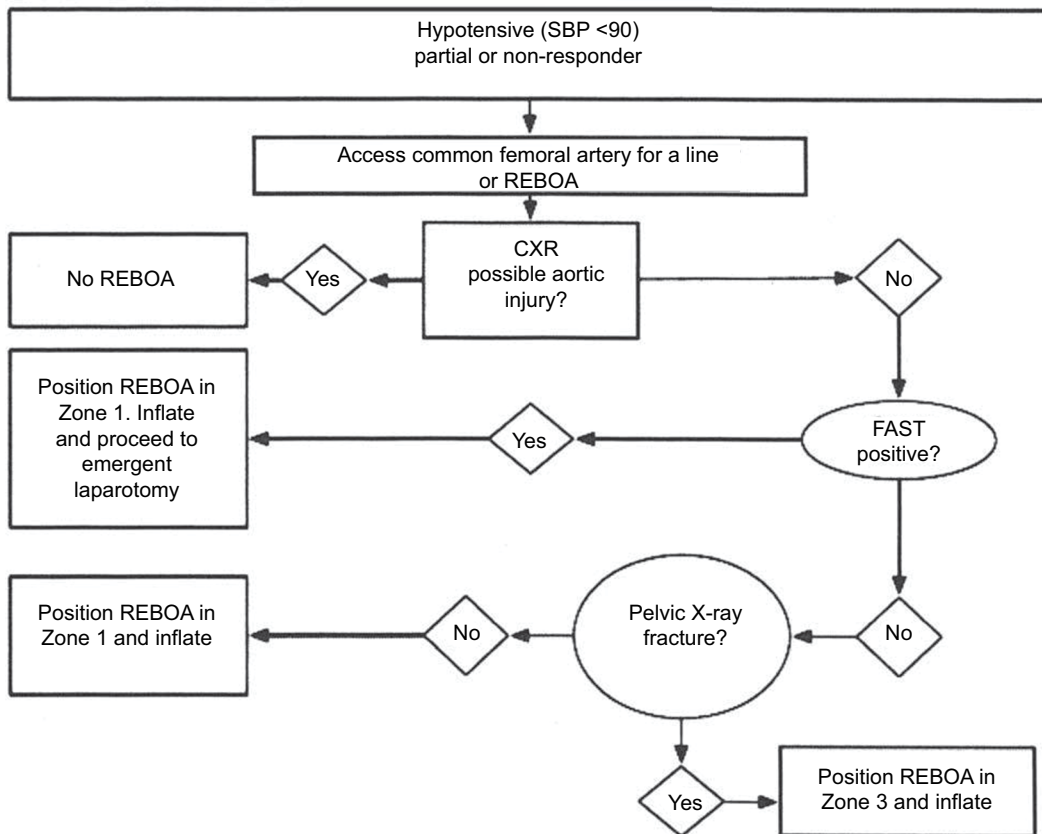 Hypotensive (SBP <90)
partial or non-responder
Access common femoral artery for a line
or REBOA
No REBOA
Yes
CXR
possible aortic
injury?
No
Position REBOA in
Zone 1. Inflate
and proceed to
emergent
laparotomy
Yes
FAST
positive?
Position REBOA in
Zone 1 and inflate
No
Pelvic X-ray
fracture?
No
Yes
Position REBOA in
Zone 3 and inflate